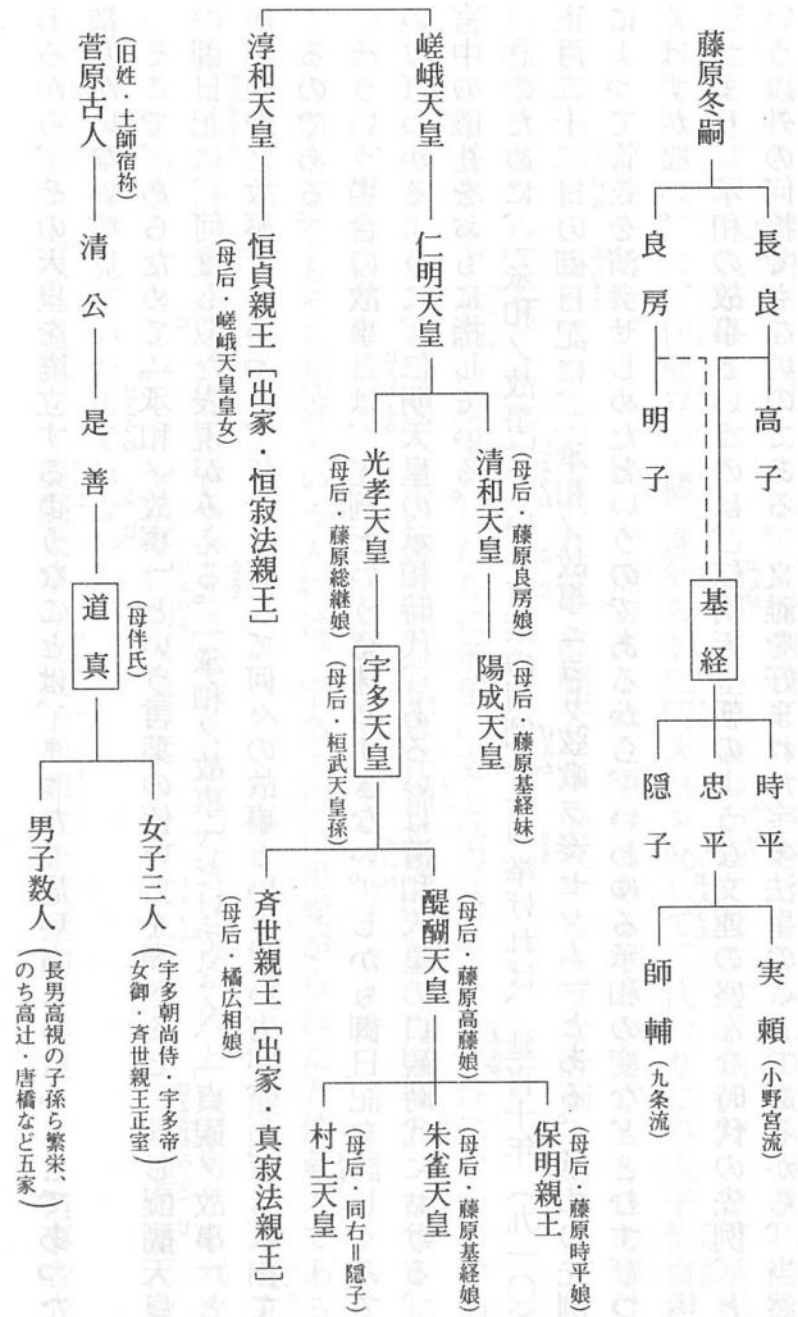 藤原冬嗣
長良
高子
良房
明子
基経
時平
忠平
隠子
実頼(小野宮流)
師輔(九条流)
嵯峨天皇
仁明天皇
(母后・藤原良房娘)
清和天皇
(母后・藤原基経妹)
陽成天皇
光孝天皇
(母后 藤原総継娘)
宇多天皇
(母后・桓武天皇孫)
(母后・藤原高藤娘)
醍醐天皇
(母后・藤原時平娘)
保明親王
(母后・藤原基経娘)
朱雀天皇
(母后・同右=隠子)
村上天皇
斉世親王[出家・真寂法親王]
(母后・橘広相娘)
淳和天皇
恒貞親王[出家・恒寂法親王]
(母后・嵯峨天皇皇女)
(旧姓・土師宿祢)
菅原古人
清公
是善
(母伴氏)
道真
女子三人(宇多朝尚侍・宇多帝
女御・斉世親王正室)
男子数人(長男高視の子孫ら繁栄、
のち高辻・唐橋など五家)